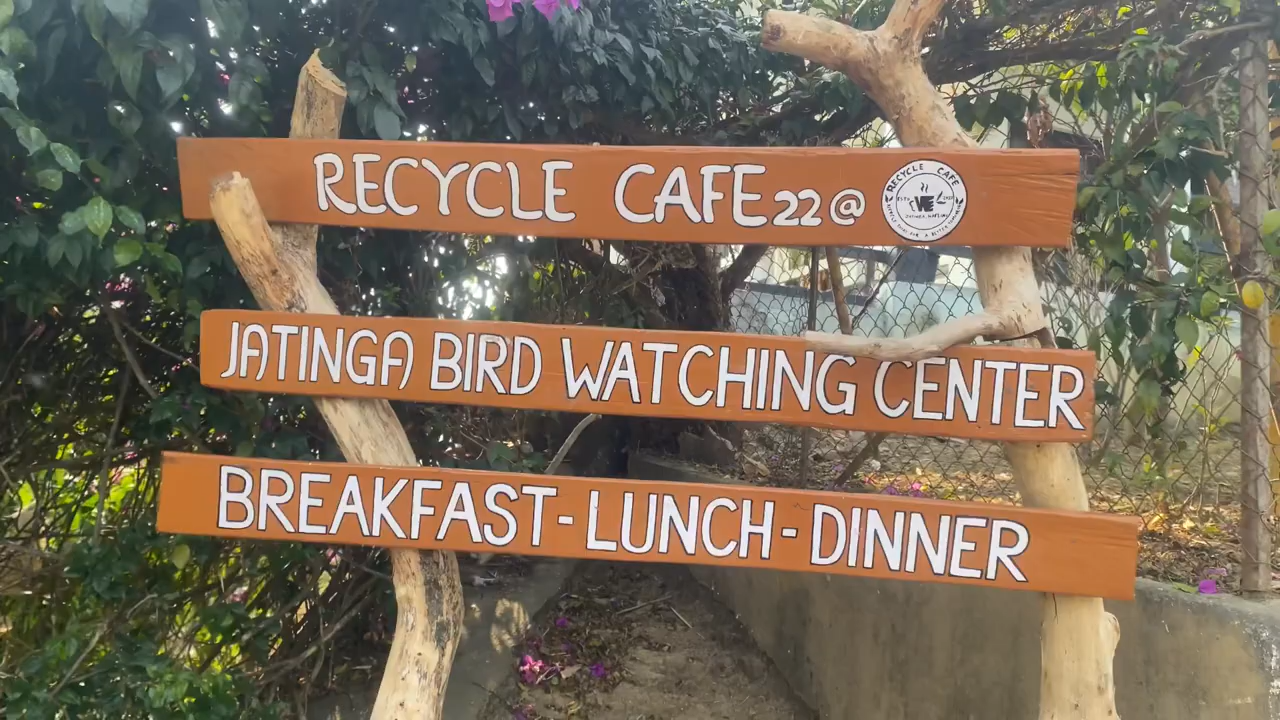 RECYCLE CAFE 22 @
RECYCLE CAFE
JATINGA BIRD WATCHING CENTER
BREAKFAST - LUNCH - DINNER